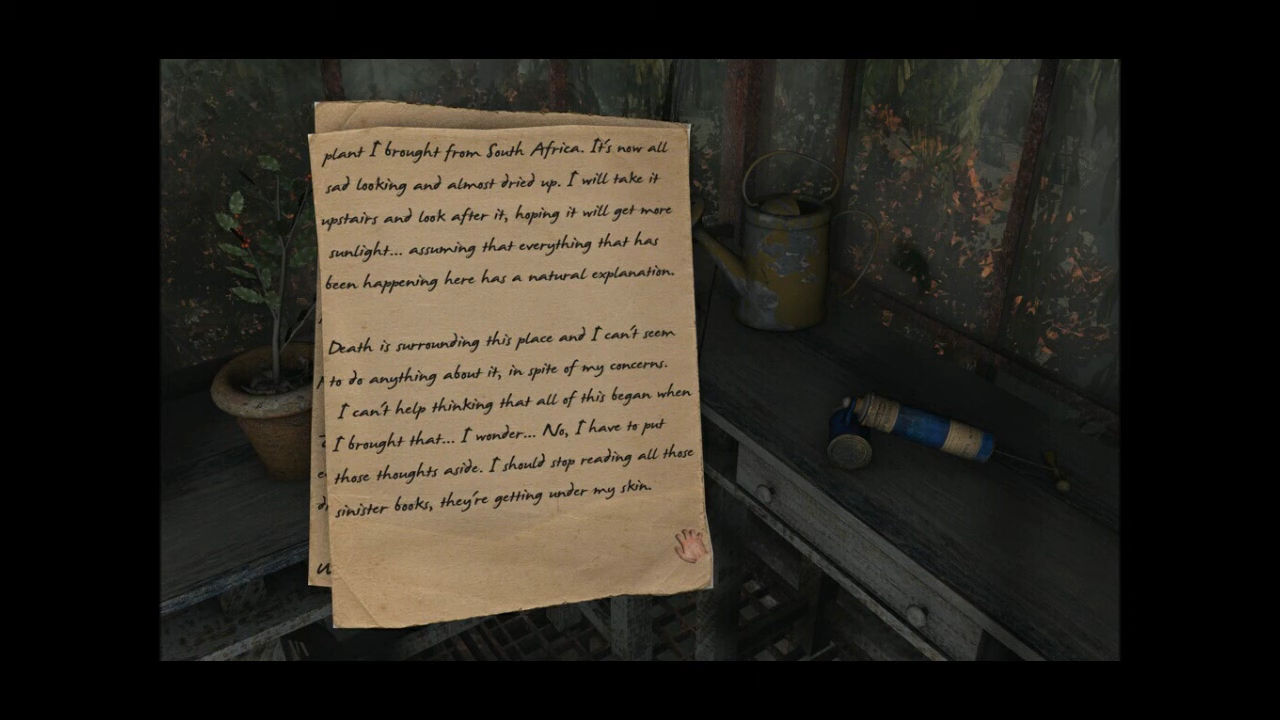 plant I brought from South Africa. It's now all
sad looking and almost dried up. I will take it
upstairs and look after it, hoping it will get more
sunlight... assuming that everything that has
been happening here has a natural explanation.
Death is surrounding this place and I can't seem
to do anything about it, in spite of my concerns.
I can't help thinking that all of this began when
I brought that... I wonder... No, I have to put
those thoughts aside. I should stop reading all those
sinister books, they're getting under my skin.